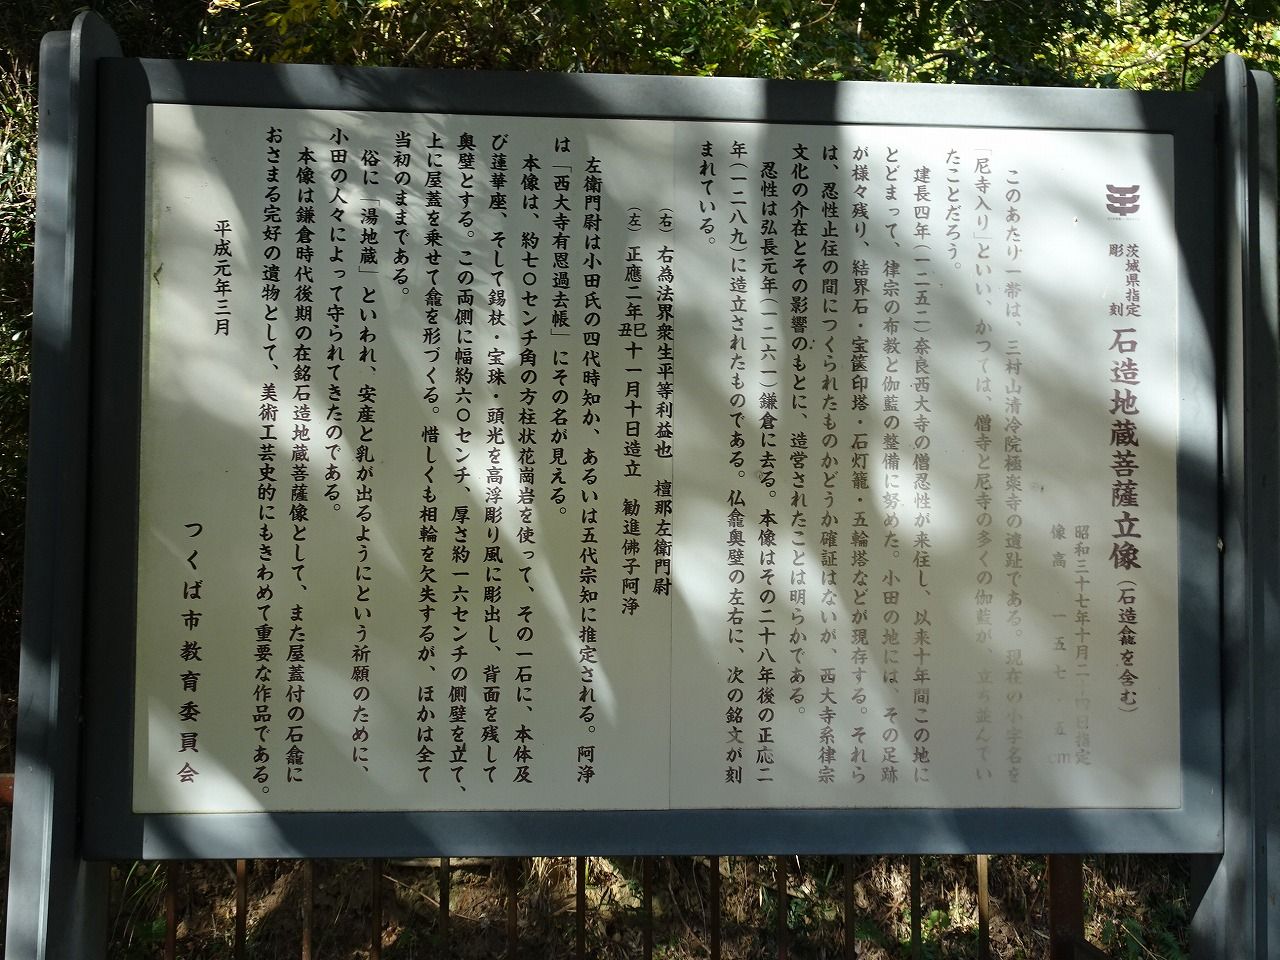 茨城県指定
彫刻
石造地蔵菩薩立像（石造龕を含む）
昭和三十七年十月二十四日指定
像高 一五七・五cm
このあたり一帯は、三村山清冷院極楽寺の遺趾である。現在の小字名を
「尼寺入り」といい、かつては、僧寺と尼寺の多くの伽藍が、立ち並んでい
たことだろう。
建長四年（一二五二）奈良西大寺の僧忍性が来住し、以来十年間この地に
とどまって、律宗の布教と伽藍の整備に努めた。小田の地には、その足跡
が様々残り、結界石・宝篋印塔・石灯籠・五輪塔などが現存する。それら
は、忍性止住の間につくられたものかどうか確証はないが、西大寺系律宗
文化の介在とその影響のもとに、造営されたことは明らかである。
忍性は弘長元年（一二六一）鎌倉に去る。本像はその二十八年後の正応二
年（一二八九）に造立されたものである。仏龕奥壁の左右に、次の銘文が刻
まれている。
（右） 右為法界衆生平等利益也 檀那左衛門尉
（左） 正應二年己丑十一月十日造立 勧進佛子阿浄
左衛門尉は小田氏の四代時知か、あるいは五代宗知に推定される。阿浄
は「西大寺有恩過去帳」にその名が見える。
本像は、約七〇センチ角の方柱状花崗岩を使って、その一石に、本体及
び蓮華座、そして錫杖・宝珠・頭光を高浮彫り風に彫出し、背面を残して
奥壁とする。この両側に幅約六〇センチ、厚さ約一六センチの側壁を立て、
上に屋蓋を乗せて龕を形づくる。惜しくも相輪を欠失するが、ほかは全て
当初のままである。
俗に「湯地蔵」といわれ、安産と乳が出るようにという祈願のために、
小田の人々によって守られてきたのである。
本像は鎌倉時代後期の在銘石造地蔵菩薩像として、また屋蓋付の石龕に
おさまる完好の遺物として、美術工芸史的にもきわめて重要な作品である。
平成元年三月
つくば市教育委員会